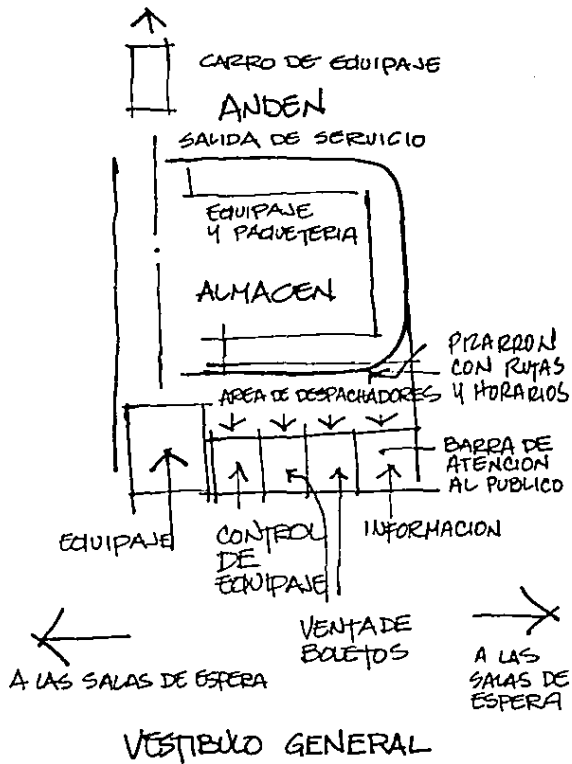 CARRO DE EQUIPAJE
ANDEN
SALIDA DE SERVICIO
EQUIPAJE
Y PAQUETERIA
ALMACEN
PIZARRON
CON RUTAS
Y HORARIOS
AREA DE DESPACHADORES
BARRA DE
ATENCION
AL PUBLICO
EQUIPAJE
CONTROL
DE
EQUIPAJE
INFORMACION
VENTA DE
BOLETOS
A LAS SALAS DE ESPERA
A LAS
SALAS DE
ESPERA
VESTIBULO GENERAL